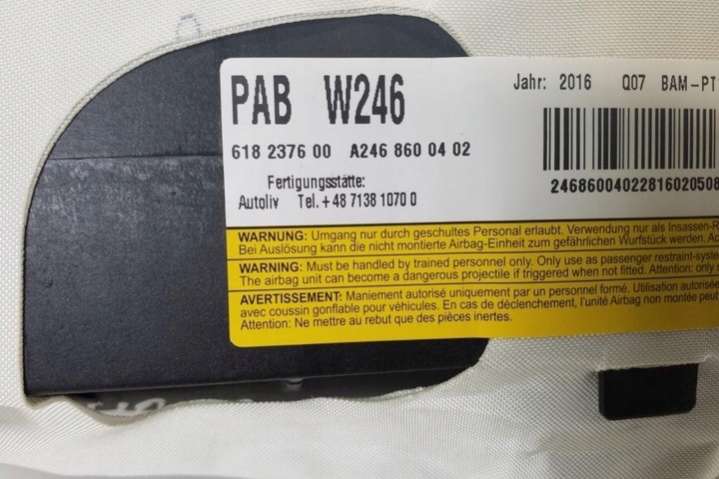 PAB W246
Jahr: 2016 Q07 BAM-PT
618 2376 00 A246 860 04 02
24686004022816020508
Fertigungsstätte:
Autoliv Tel. +48 7138 1070 0
WARNUNG: Umgang nur durch geschultes Personal erlaubt. Verwendung nur als Insassen-R
Bei Auslösung kann die nicht montierte Airbag-Einheit zum gefährlichen Wurfstück werden. A
WARNING: Must be handled by trained personnel only. Only use as passenger restraint-system
The airbag unit can become a dangerous projectile if triggered when not fitted. Attention: only
AVERTISSEMENT: Maniement autorisé uniquement par un personnel formé. Utilisation autorisée
avec coussin gonflable pour véhicules. En cas de déclenchement, l'unité Airbag non montée peut
Attention: Ne mettre au rebut que des pièces inertes.